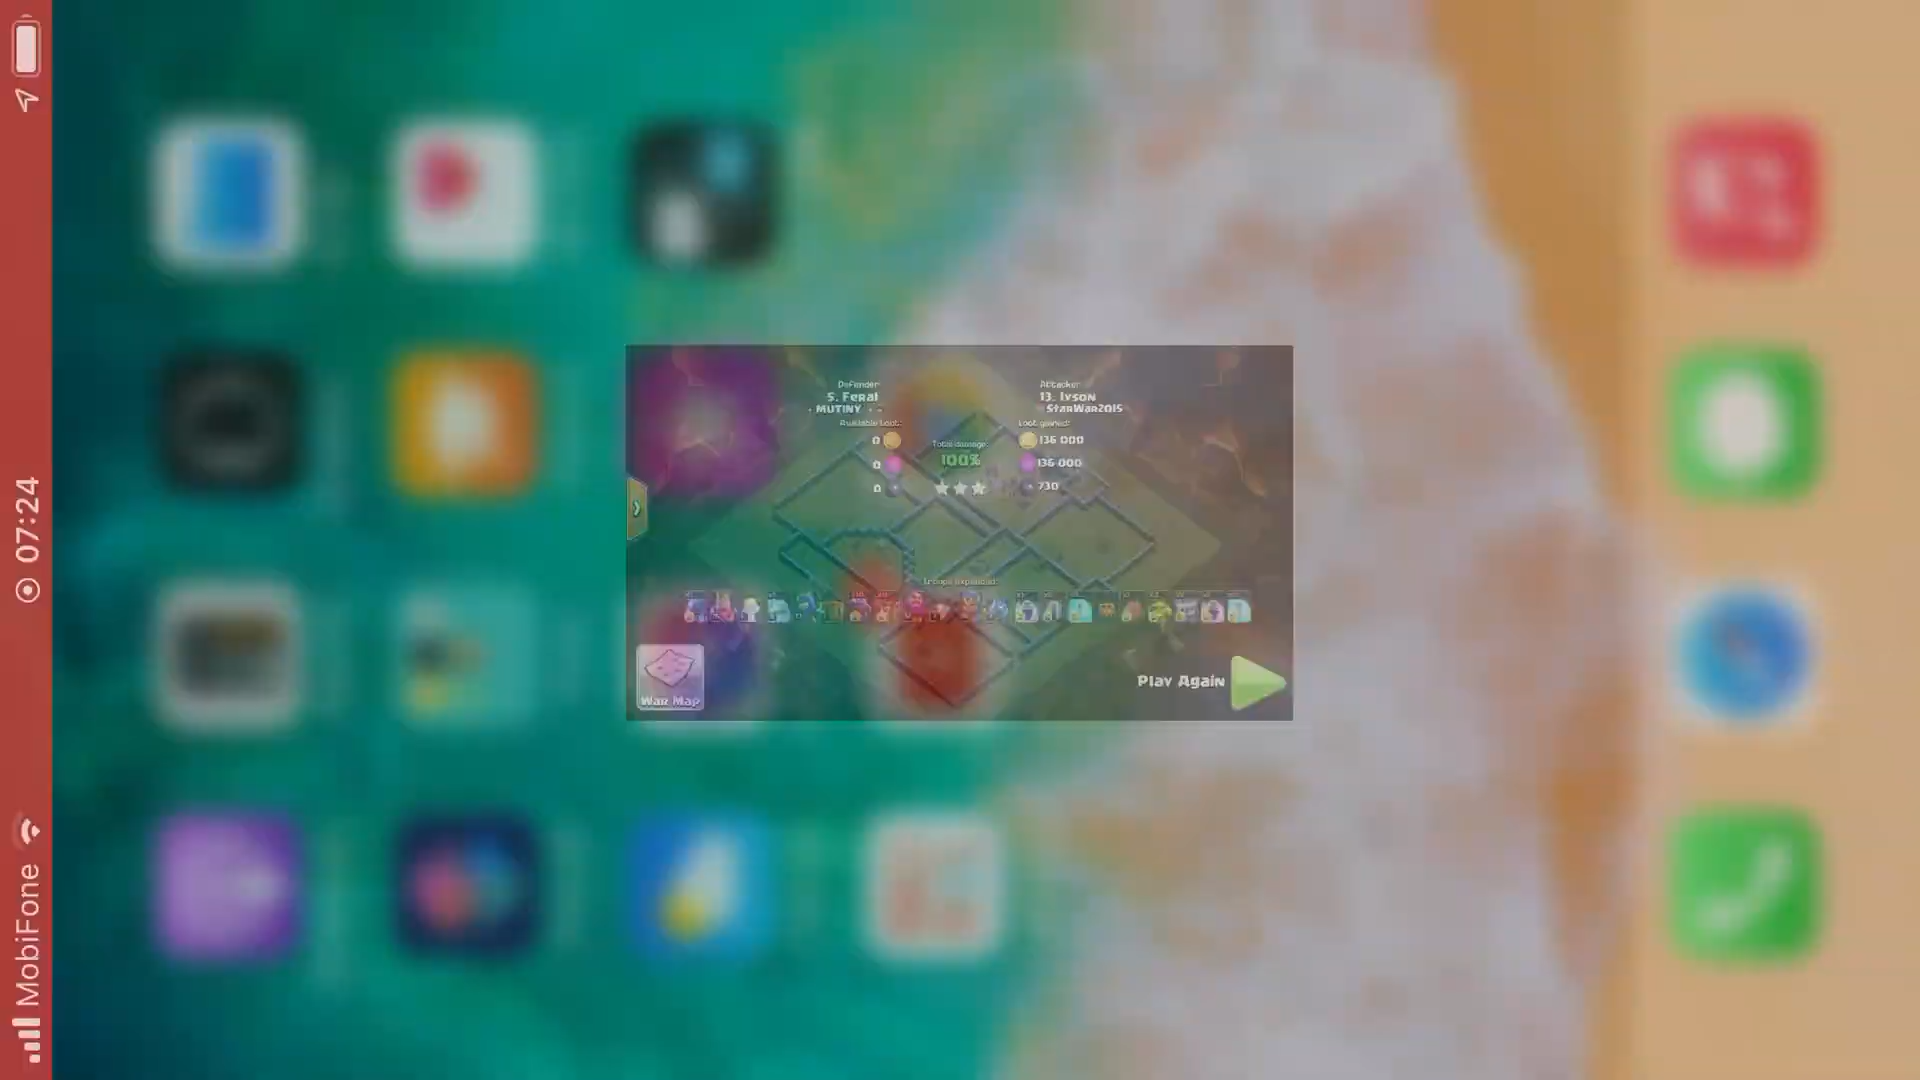 MobiFone
07:24
Defender
5. Feral
MUTINY
Available Loot:
0
0
0
Total damage:
100%
Attacker
13. Ivson
StarWar2015
Loot gained:
136 000
136 000
730
Troops expended:
War Map
Play Again